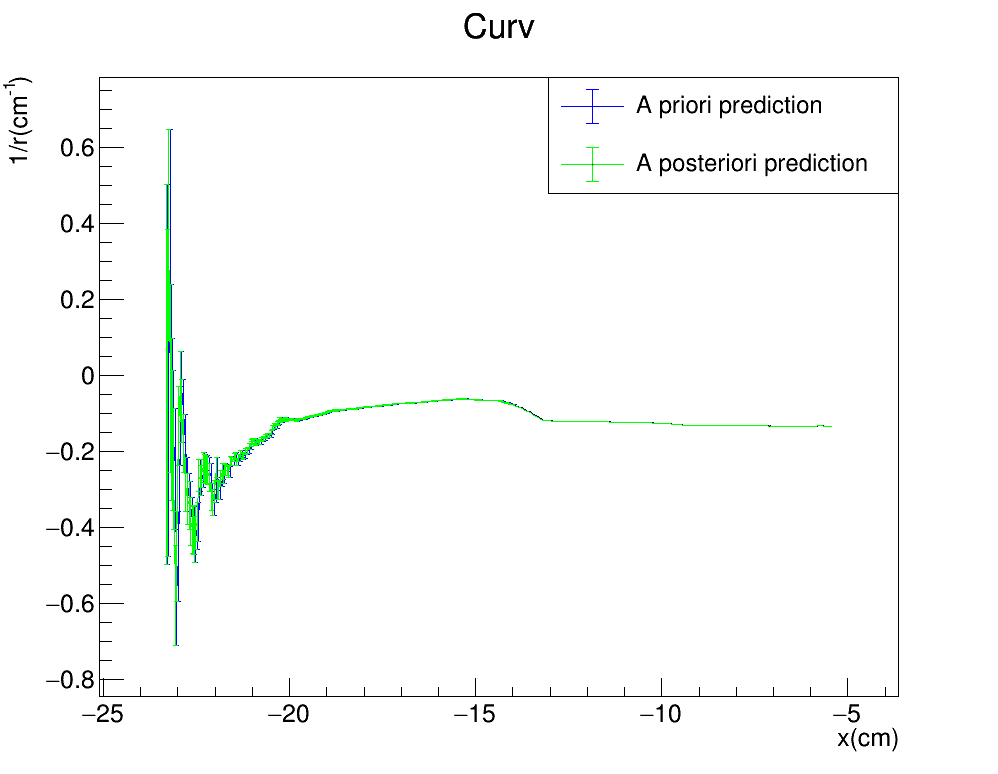 Curv
1/r(cm⁻¹)
A priori prediction
A posteriori prediction
0.6
0.4
0.2
0
−0.2
−0.4
−0.6
−0.8
−25 −20 −15 −10 −5
x(cm)